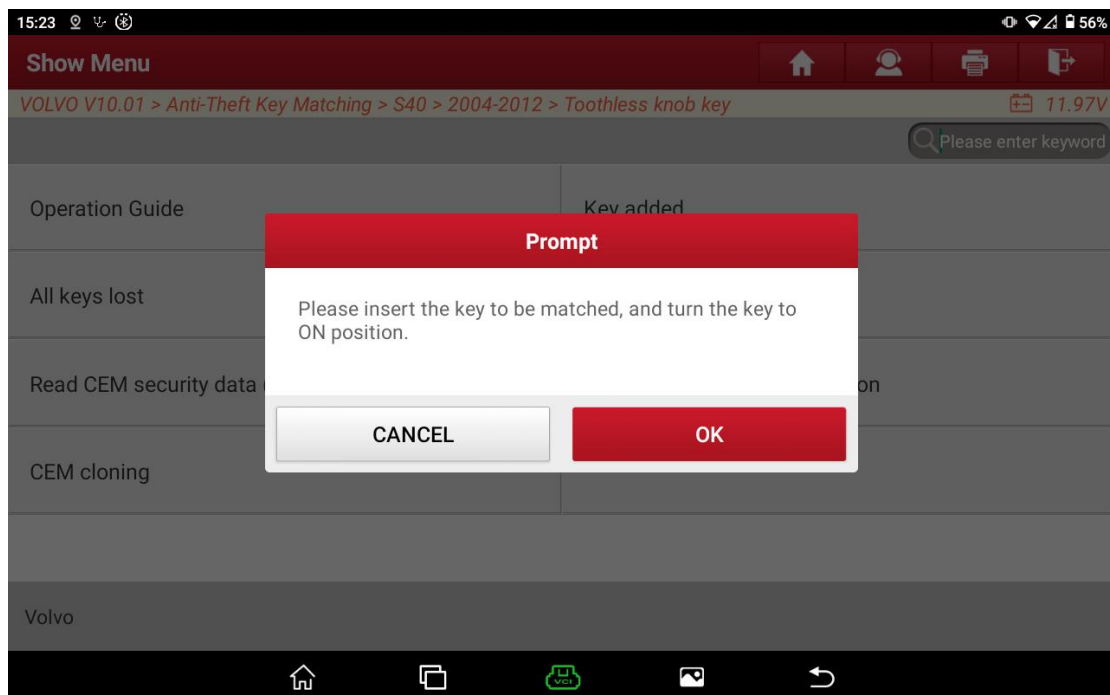 15:23 56%
Show Menu
VOLVO V10.01 > Anti-Theft Key Matching > S40 > 2004-2012 > Toothless knob key 11.97V
Please enter keyword
Operation Guide Key added
Prompt
All keys lost
Please insert the key to be matched, and turn the key to
ON position.
Read CEM security data on
CANCEL OK
CEM cloning
Volvo
VCI